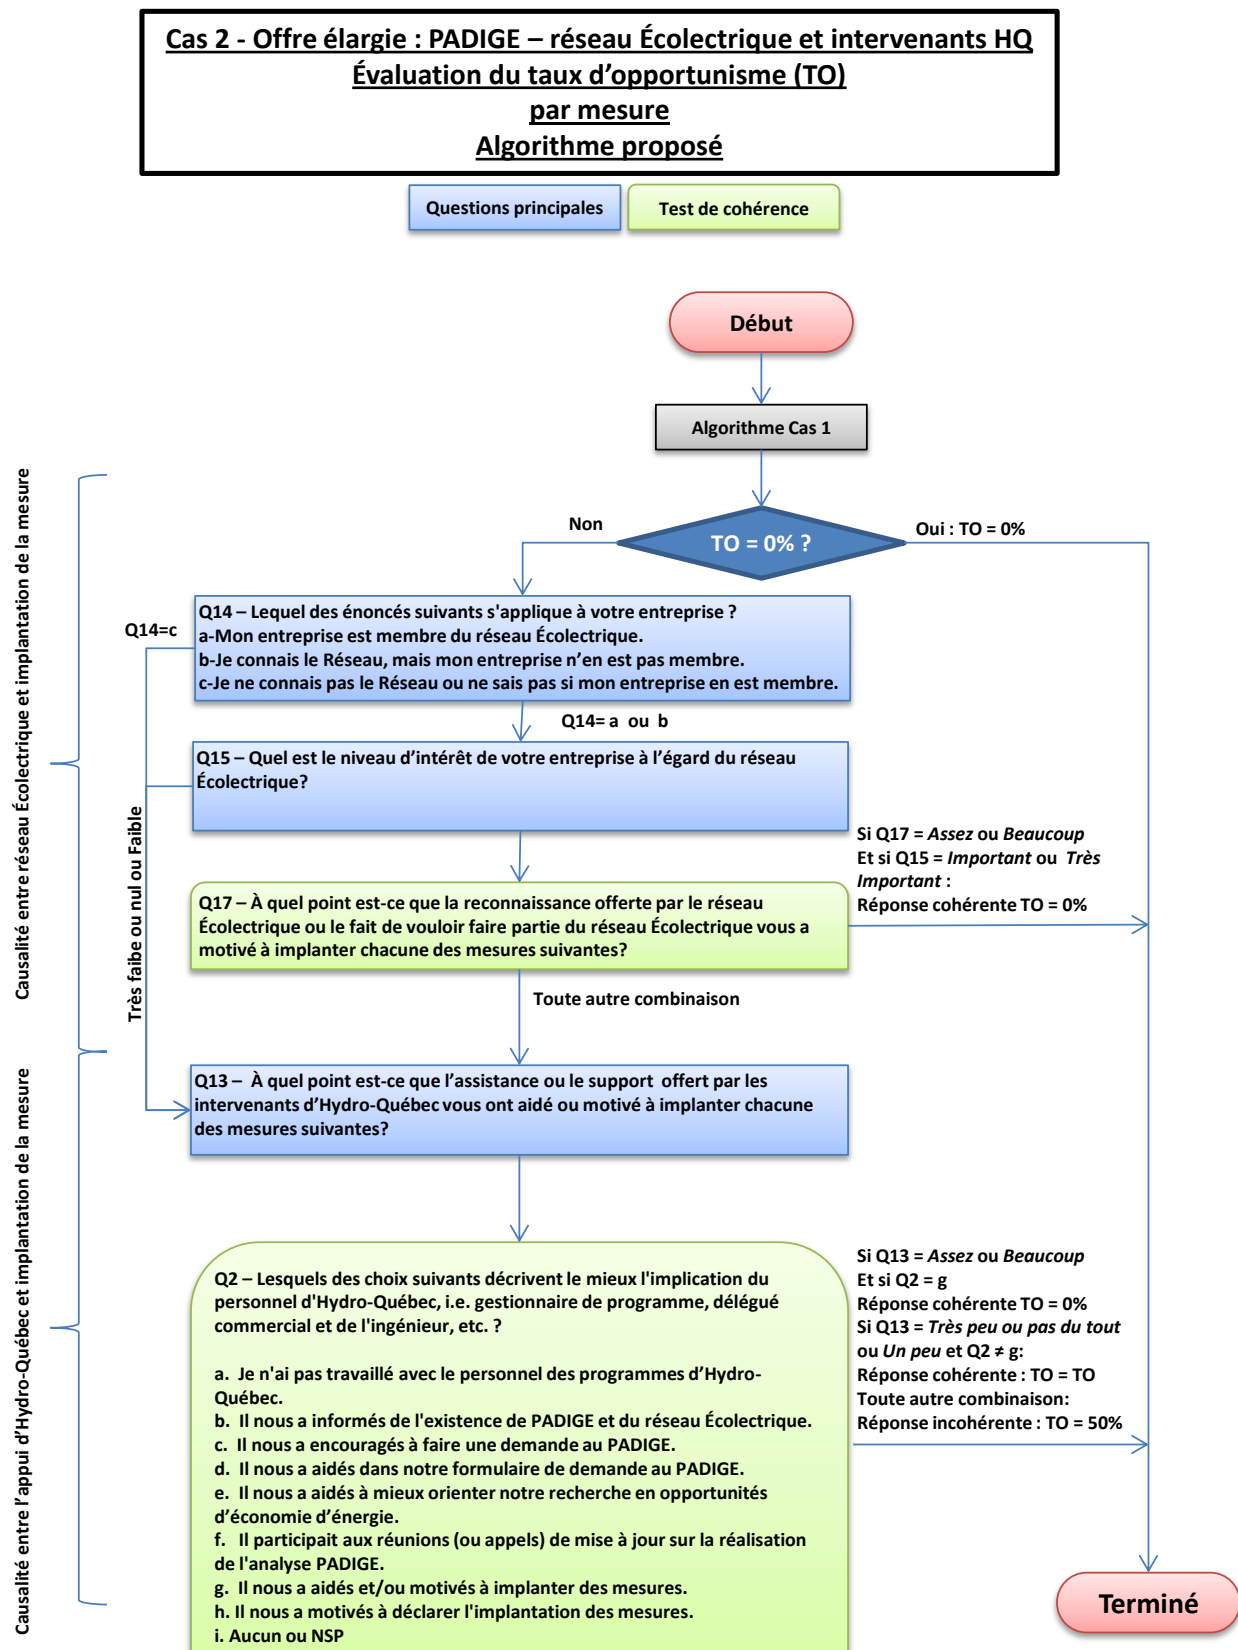 Cas 2 - Offre élargie : PADIGE – réseau Écolectrique et intervenants HQ
Évaluation du taux d'opportunisme (TO)
par mesure
Algorithme proposé
Questions principales
Test de cohérence
Début
Algorithme Cas 1
TO = 0% ?
Non
Oui : TO = 0%
Causalité entre réseau Écolectrique et implantation de la mesure
Q14 – Lequel des énoncés suivants s'applique à votre entreprise ?
a-Mon entreprise est membre du réseau Écolectrique.
b-Je connais le Réseau, mais mon entreprise n'en est pas membre.
c-Je ne connais pas le Réseau ou ne sais pas si mon entreprise en est membre.
Q14=c
Q14= a ou b
Q15 – Quel est le niveau d'intérêt de votre entreprise à l'égard du réseau
Écolectrique?
Très faibe ou nul ou Faible
Q17 – À quel point est-ce que la reconnaissance offerte par le réseau
Écolectrique ou le fait de vouloir faire partie du réseau Écolectrique vous a
motivé à implanter chacune des mesures suivantes?
Si Q17 = Assez ou Beaucoup
Et si Q15 = Important ou Très
Important :
Réponse cohérente TO = 0%
Toute autre combinaison
Causalité entre l'appui d'Hydro-Québec et implantation de la mesure
Q13 – À quel point est-ce que l'assistance ou le support offert par les
intervenants d'Hydro-Québec vous ont aidé ou motivé à implanter chacune
des mesures suivantes?
Q2 – Lesquels des choix suivants décrivent le mieux l'implication du
personnel d'Hydro-Québec, i.e. gestionnaire de programme, délégué
commercial et de l'ingénieur, etc. ?
a. Je n'ai pas travaillé avec le personnel des programmes d'Hydro-
Québec.
b. Il nous a informés de l'existence de PADIGE et du réseau Écolectrique.
c. Il nous a encouragés à faire une demande au PADIGE.
d. Il nous a aidés dans notre formulaire de demande au PADIGE.
e. Il nous a aidés à mieux orienter notre recherche en opportunités
d'économie d'énergie.
f. Il participait aux réunions (ou appels) de mise à jour sur la réalisation
de l'analyse PADIGE.
g. Il nous a aidés et/ou motivés à implanter des mesures.
h. Il nous a motivés à déclarer l'implantation des mesures.
i. Aucun ou NSP
Si Q13 = Assez ou Beaucoup
Et si Q2 = g
Réponse cohérente TO = 0%
Si Q13 = Très peu ou pas du tout
ou Un peu et Q2 ≠ g:
Réponse cohérente : TO = TO
Toute autre combinaison:
Réponse incohérente : TO = 50%
Terminé